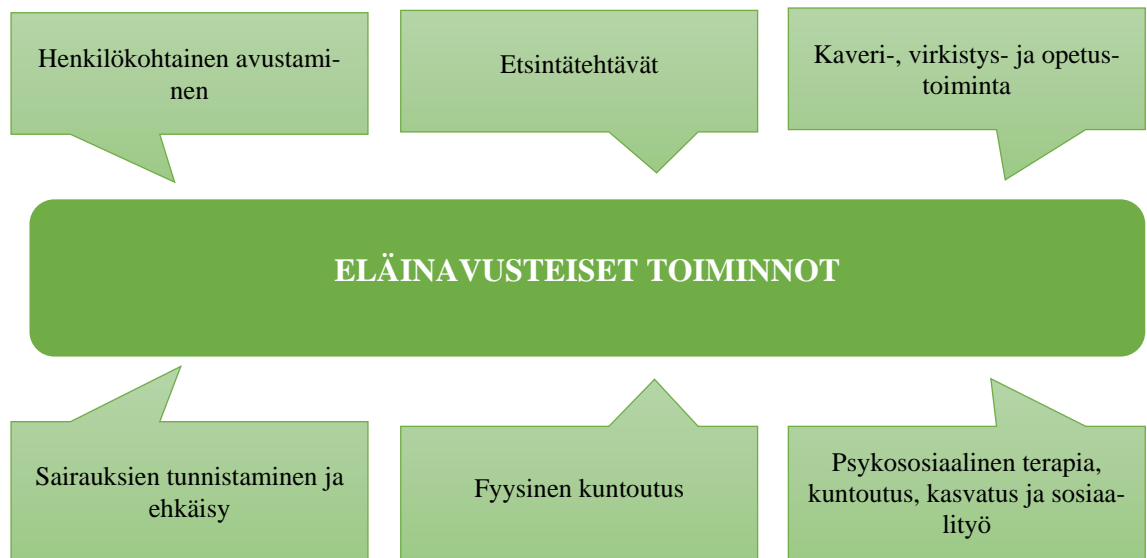 Henkilökohtainen avustami-
nen
Etsintätehtävät
Kaveri-, virkistys- ja opetus-
toiminta
ELÄINAVUSTEISET TOIMINNOT
Sairauksien tunnistaminen ja
ehkäisy
Fyysinen kuntoutus
Psykososiaalinen terapia,
kuntoutus, kasvatus ja sosiaa-
lityö